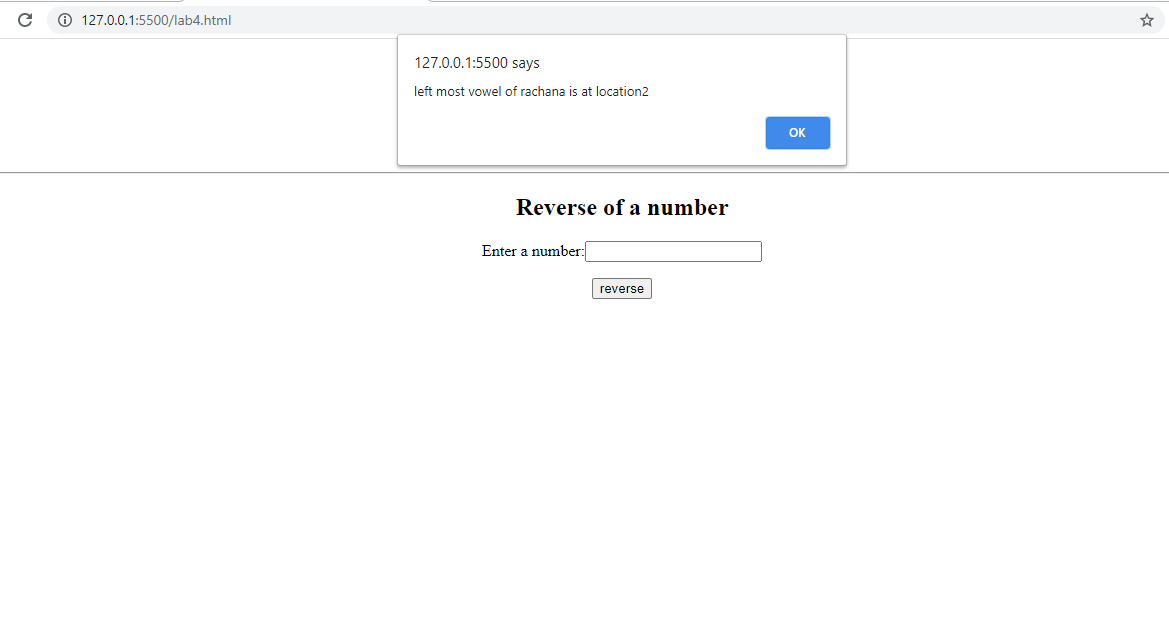 127.0.0.1:5500/lab4.html
127.0.0.1:5500 says
left most vowel of rachana is at location2
OK
Reverse of a number
Enter a number:
reverse